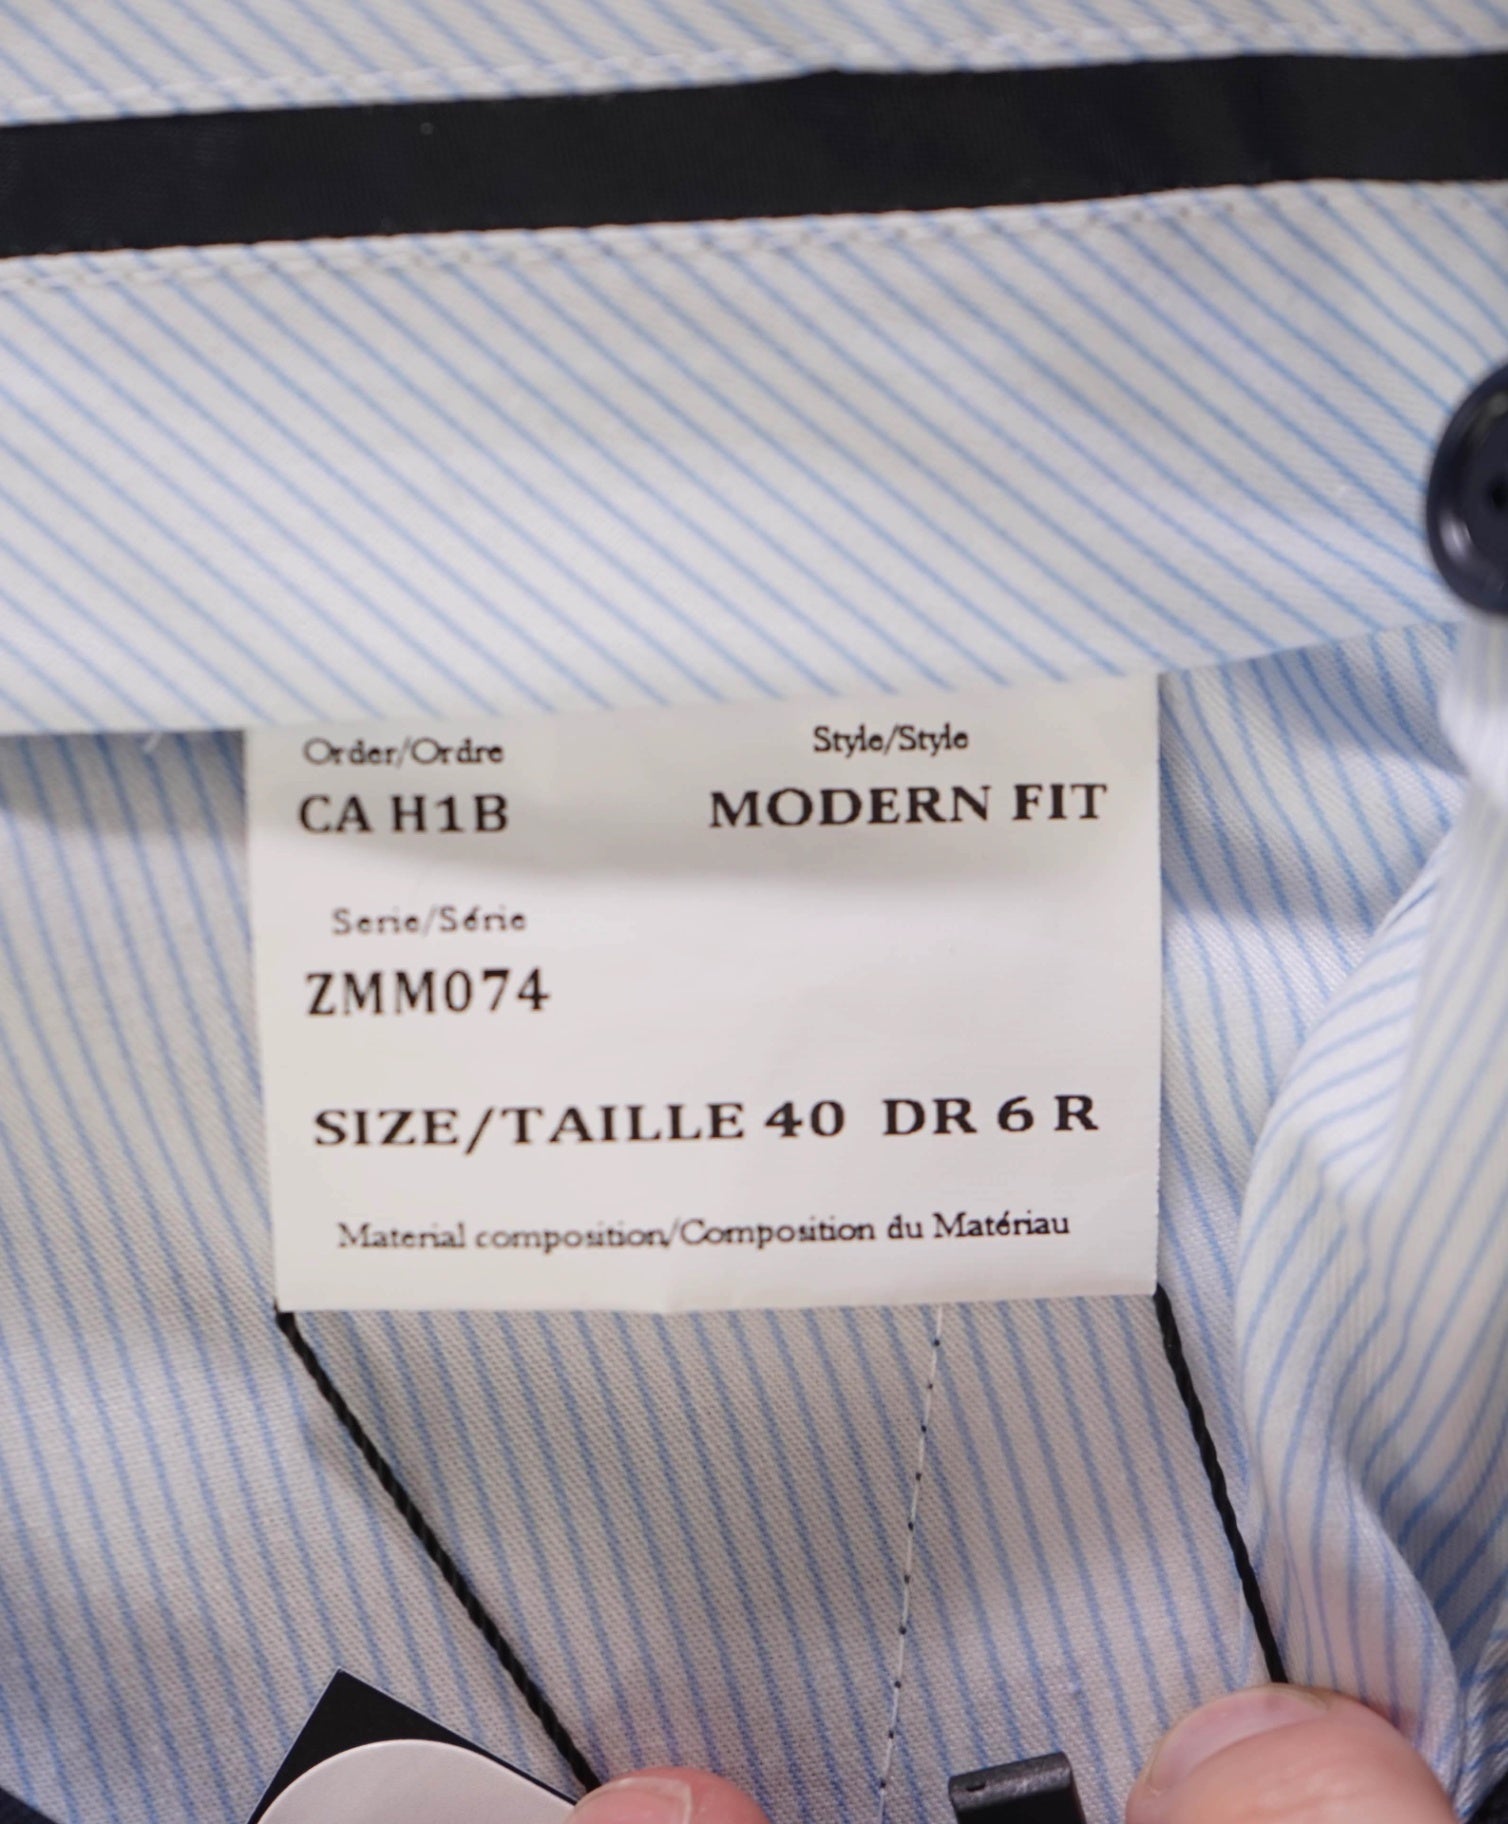 Order/Ordre Style/Style
CA H1B MODERN FIT
Serie/Série
ZMM074
SIZE/TAILLE 40 DR 6 R
Material composition/Composition du Matériau